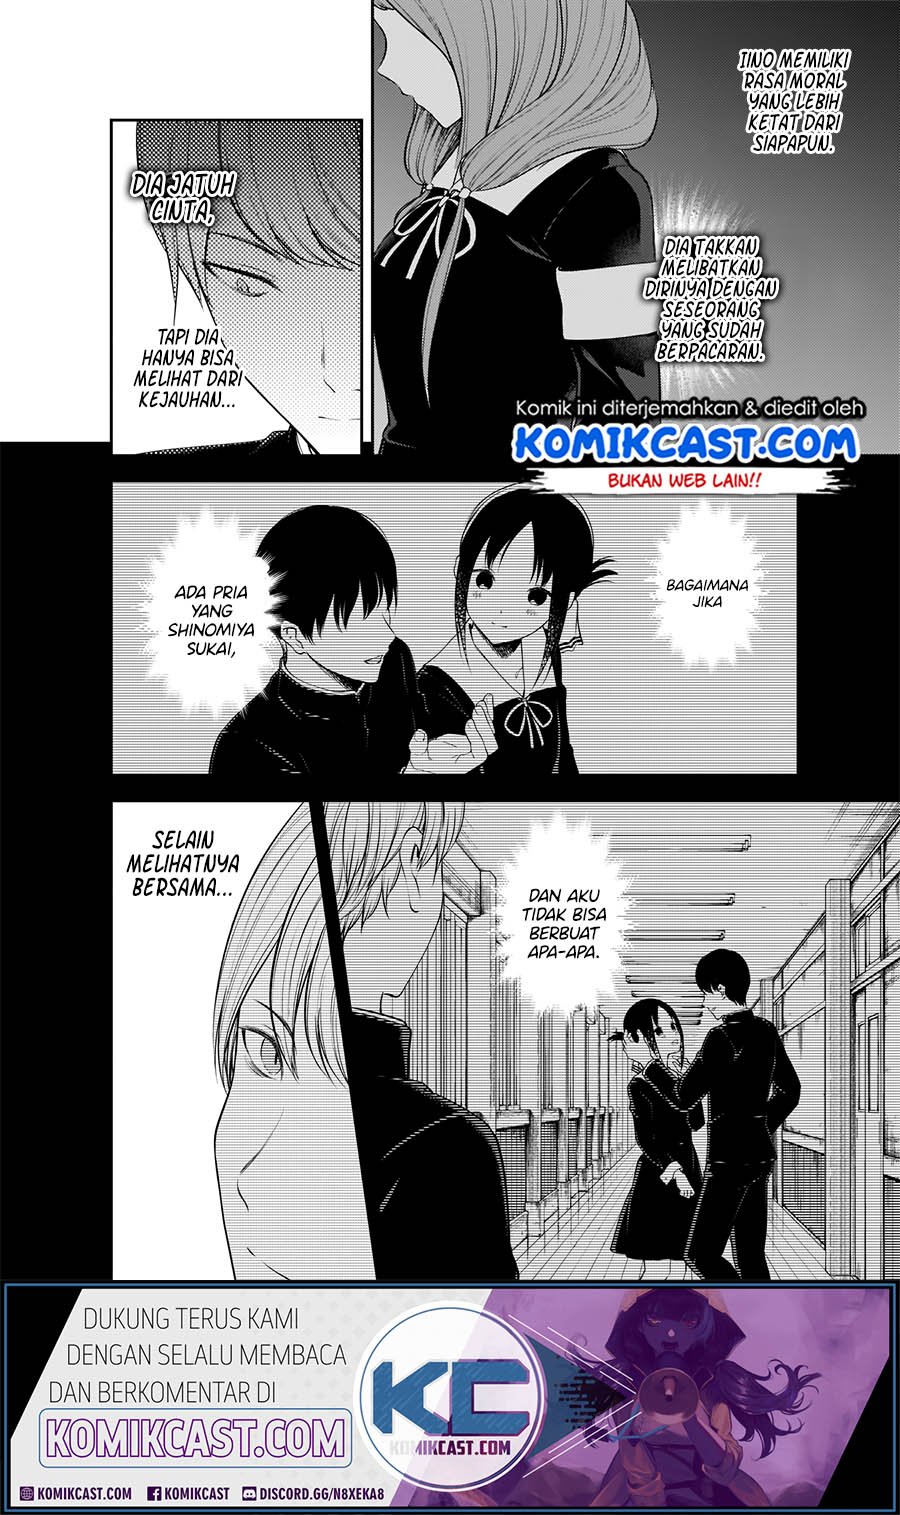 IINO MEMILIKI
RASA MORAL
YANG LEBIH
KETAT DARI
SIAPAPUN.
DIA TAKKAN
MELIBATKAN
DIRINYA DENGAN
SESEORANG
YANG SUDAH
BERPACARAN.
DIA JATUH
CINTA,
TAPI DIA
HANYA BISA
MELIHAT DARI
KEJAUHAN...
Komik ini diterjemahkan & diedit oleh
KOMIKCAST.COM
BUKAN WEB LAIN!!
BAGAIMANA
JIKA
ADA PRIA
YANG
SHINOMIYA
SUKAI,
DAN AKU
TIDAK BISA
BERBUAT
APA-APA.
SELAIN
MELIHATNYA
BERSAMA...
DUKUNG TERUS KAMI
DENGAN SELALU MEMBACA
DAN BERKOMENTAR DI
KOMIKCAST.COM
KC
KOMIKCAST.COM
KOMIKCAST.COM KOMIKCAST DISCORD.GG/N8XEKA8